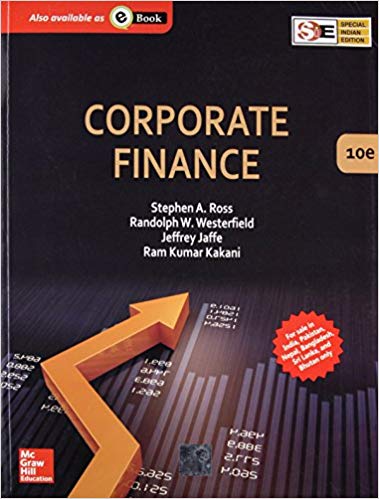 Also available as
e Book
SIE
SPECIAL
INDIAN
EDITION
CORPORATE
FINANCE
10e
Stephen A. Ross
Randolph W. Westerfield
Jeffrey Jaffe
Ram Kumar Kakani
For sale in
India, Pakistan,
Nepal, Bangladesh,
Sri Lanka, and
Bhutan only
Mc
Graw
Hill
Education